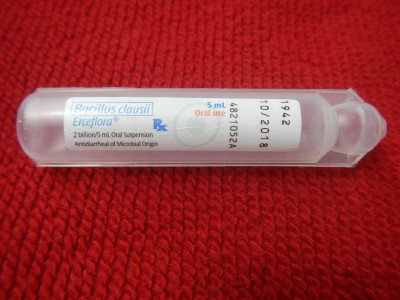 Bacillus clausii
Erceflora®
2 billion/5 mL Oral Suspension
Antidiarrheal of Microbial Origin
Rx
5 mL
Oral use
4821052A
10/2018
1942